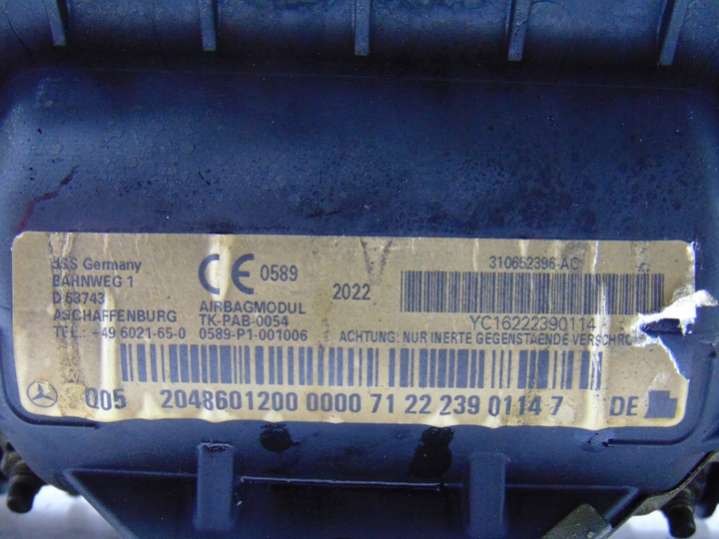 JSS Germany
BAHNWEG 1
D 63743
ASCHAFFENBURG
TEL.: +49 6021-65-0
CE 0589
AIRBAGMODUL
TK-PAB-0054
0589-P1-001006
2022
310652396-AC
YC16222390114
ACHTUNG: NUR INERTE GEGENSTAENDE
Q05 2048601200 0000 71 22 239 0114 7 DE